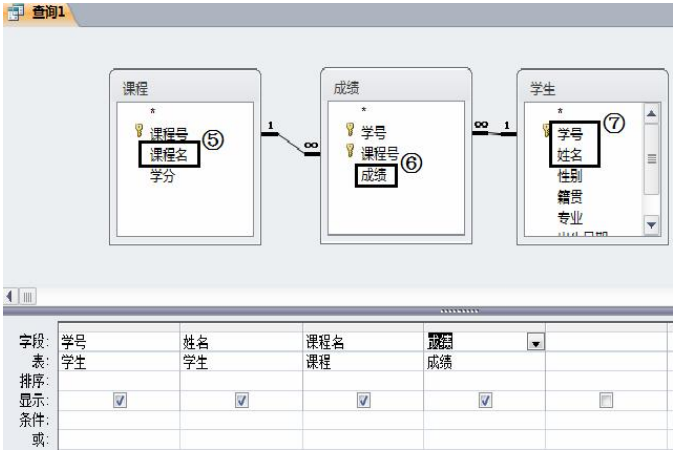 查询1
课程
*
课程号
课程名
学分
⑤
1
∞
成绩
*
学号
课程号
成绩
⑥
∞
1
学生
*
学号
姓名
性别
籍贯
专业
⑦
字段: 学号 姓名 课程名 成绩
表: 学生 学生 课程 成绩
排序:
显示:
条件:
或: